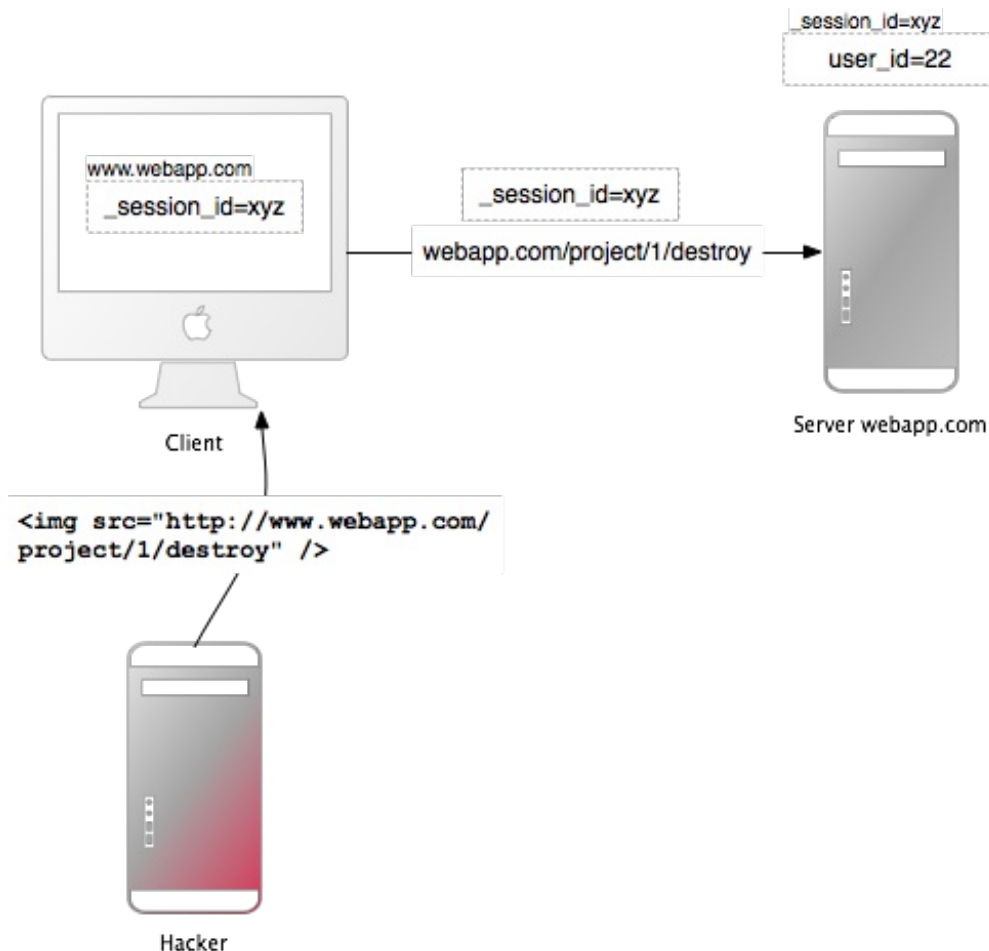 _session_id=xyz
user_id=22
www.webapp.com
_session_id=xyz
_session_id=xyz
webapp.com/project/1/destroy
Server webapp.com
Client
<img src="http://www.webapp.com/
project/1/destroy" />
Hacker